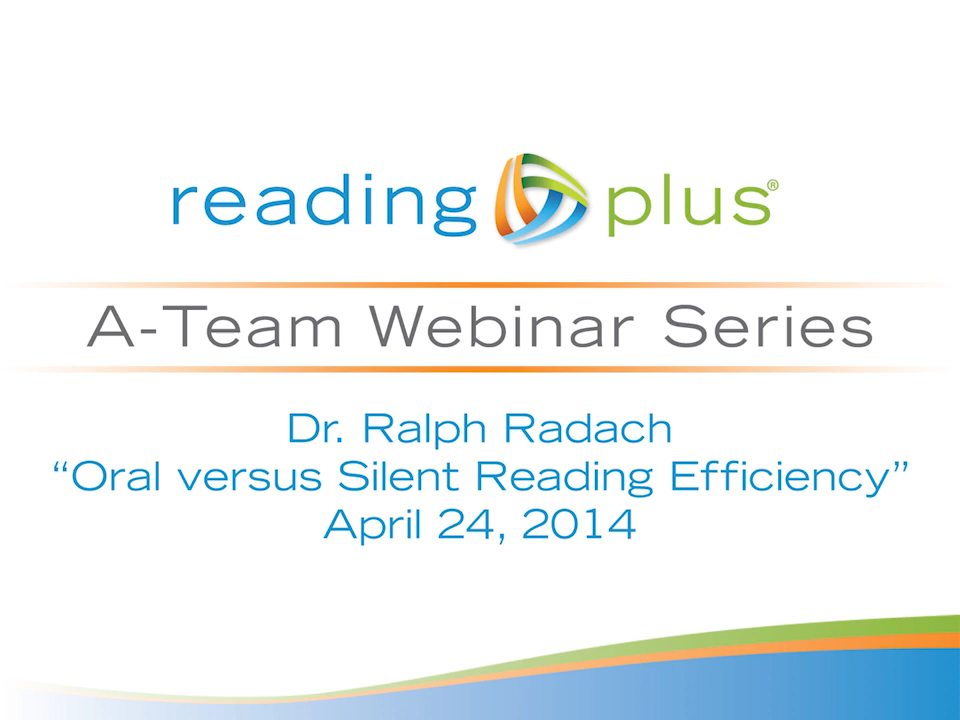 reading plus®
A-Team Webinar Series
Dr. Ralph Radach
“Oral versus Silent Reading Efficiency”
April 24, 2014